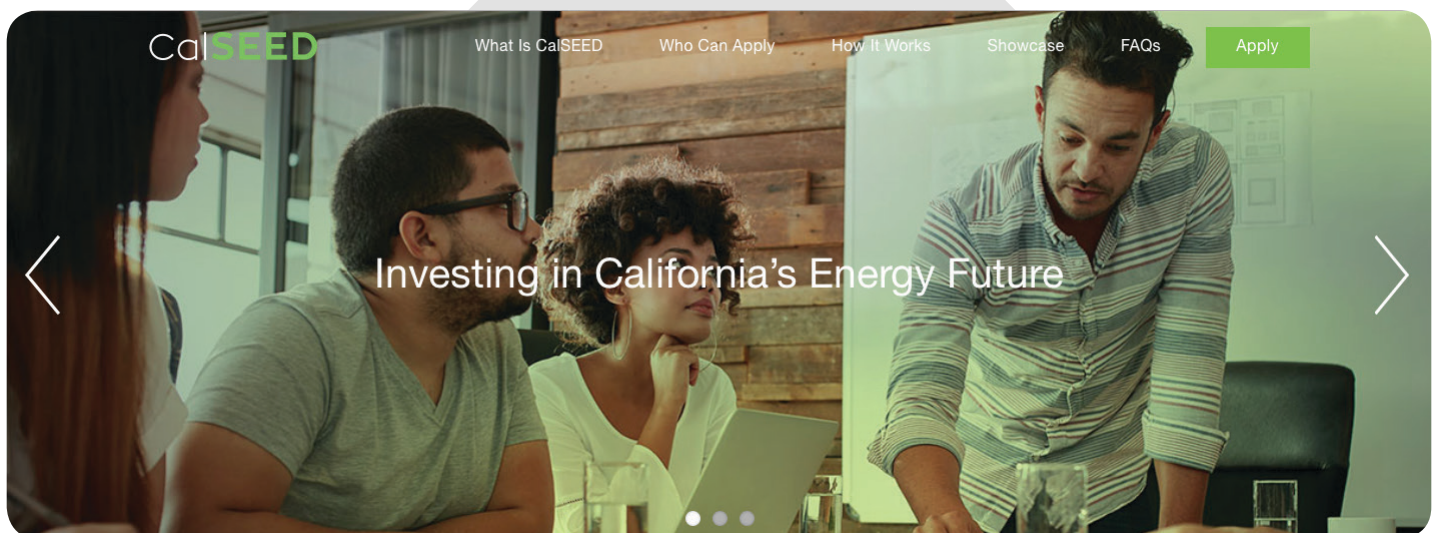 CalSEED
What Is CalSEED
Who Can Apply
How It Works
Showcase
FAQs
Apply
Investing in California’s Energy Future